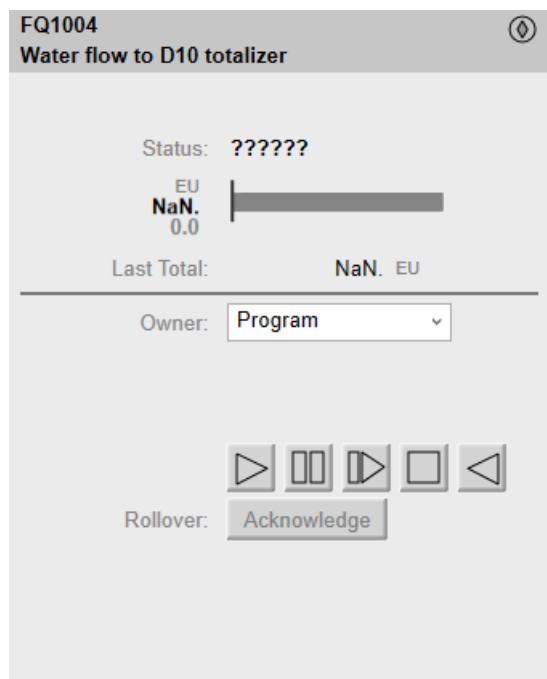 FQ1004
Water flow to D10 totalizer
Status: ??????
EU
NaN.
0.0
Last Total: NaN. EU
Owner: Program
Rollover: Acknowledge